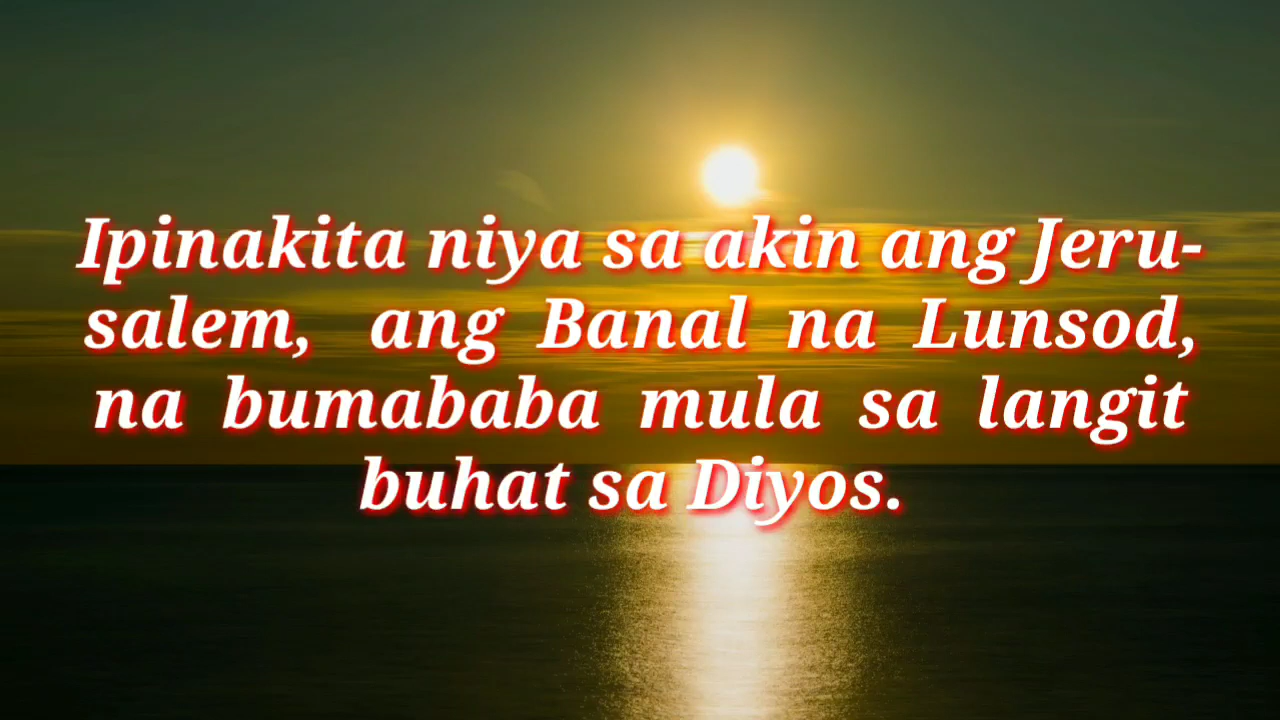 Ipinakita niya sa akin ang Jeru-
salem, ang Banal na Lunsod,
na bumababa mula sa langit
buhat sa Diyos.